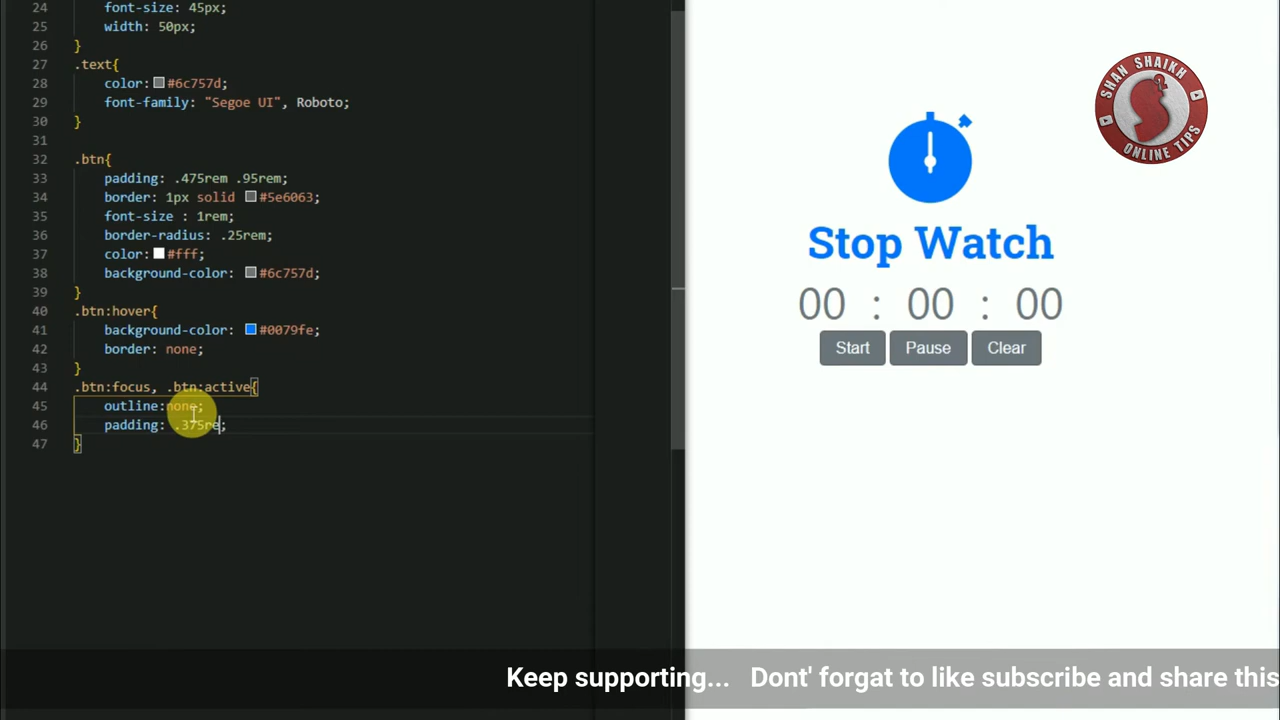 24 font-size: 45px;
25 width: 50px;
26 }
27 .text{
28 color: #6c757d;
29 font-family: "Segoe UI", Roboto;
30 }
31
32 .btn{
33 padding: .475rem .95rem;
34 border: 1px solid #5e6063;
35 font-size : 1rem;
36 border-radius: .25rem;
37 color: #fff;
38 background-color: #6c757d;
39 }
40 .btn:hover{
41 background-color: #0079fe;
42 border: none;
43 }
44 .btn:focus, .btn:active{
45 outline:none;
46 padding: .375re;
47 }
SHAN SHAIKH
ONLINE TIPS
Stop Watch
00 : 00 : 00
Start Pause Clear
Keep supporting... Dont' forgat to like subscribe and share this